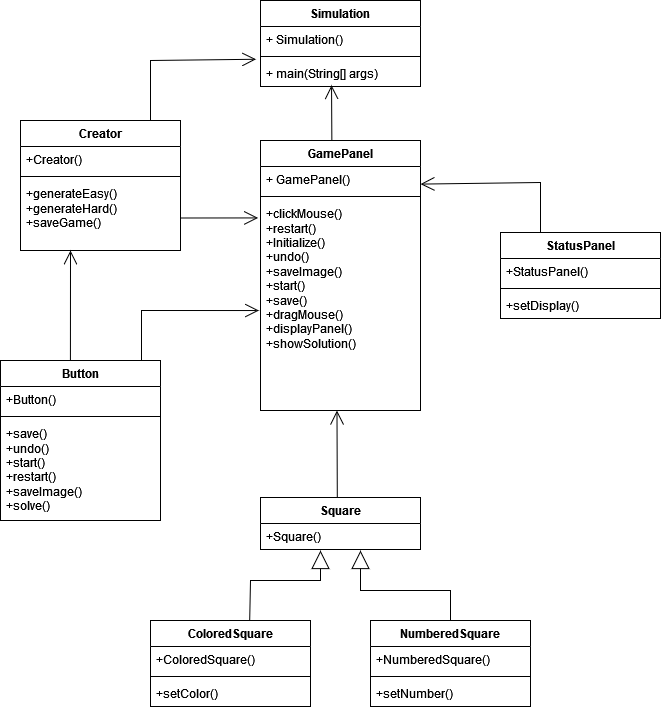 Simulation
+ Simulation()
+ main(String[] args)
Creator
+Creator()
+generateEasy()
+generateHard()
+saveGame()
GamePanel
+ GamePanel()
+clickMouse()
+restart()
+Initialize()
+undo()
+saveImage()
+start()
+save()
+dragMouse()
+displayPanel()
+showSolution()
StatusPanel
+StatusPanel()
+setDisplay()
Button
+Button()
+save()
+undo()
+start()
+restart()
+saveImage()
+solve()
Square
+Square()
ColoredSquare
+ColoredSquare()
+setColor()
NumberedSquare
+NumberedSquare()
+setNumber()